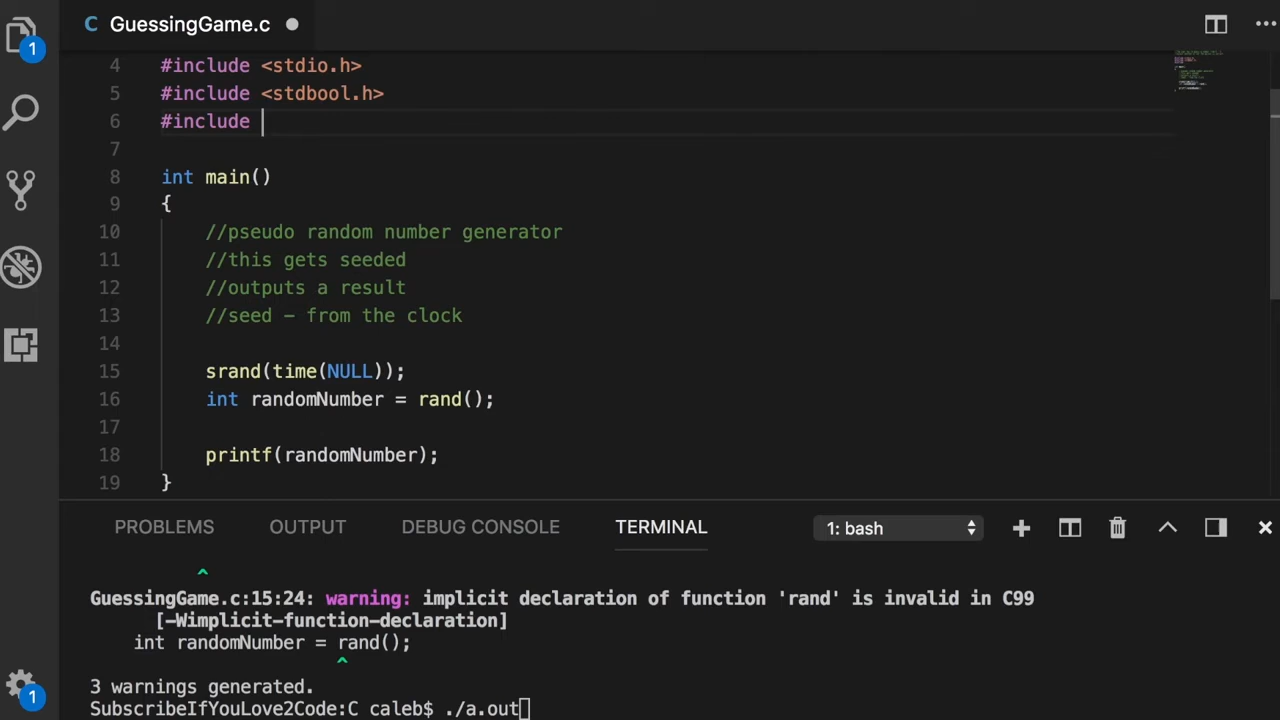 C GuessingGame.c
1
4 #include <stdio.h>
5 #include <stdbool.h>
6 #include
7
8 int main()
9 {
10 //pseudo random number generator
11 //this gets seeded
12 //outputs a result
13 //seed - from the clock
14
15 srand(time(NULL));
16 int randomNumber = rand();
17
18 printf(randomNumber);
19 }
PROBLEMS OUTPUT DEBUG CONSOLE TERMINAL 1: bash
^
GuessingGame.c:15:24: warning: implicit declaration of function 'rand' is invalid in C99
[-Wimplicit-function-declaration]
int randomNumber = rand();
^
3 warnings generated.
SubscribeIfYouLove2Code:C caleb$ ./a.out
1